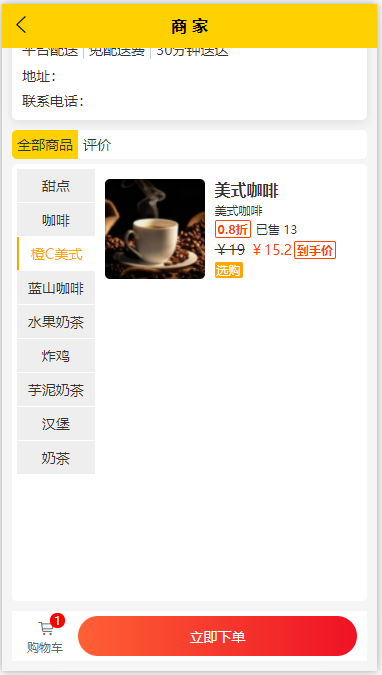 商 家
平台配送 | 免配送费 | 30分钟送达
地址：
联系电话：
全部商品 评价
甜点
咖啡
橙C美式
蓝山咖啡
水果奶茶
炸鸡
芋泥奶茶
汉堡
奶茶
美式咖啡
美式咖啡
0.8折 已售 13
￥19 ￥15.2 到手价
选购
1
购物车
立即下单